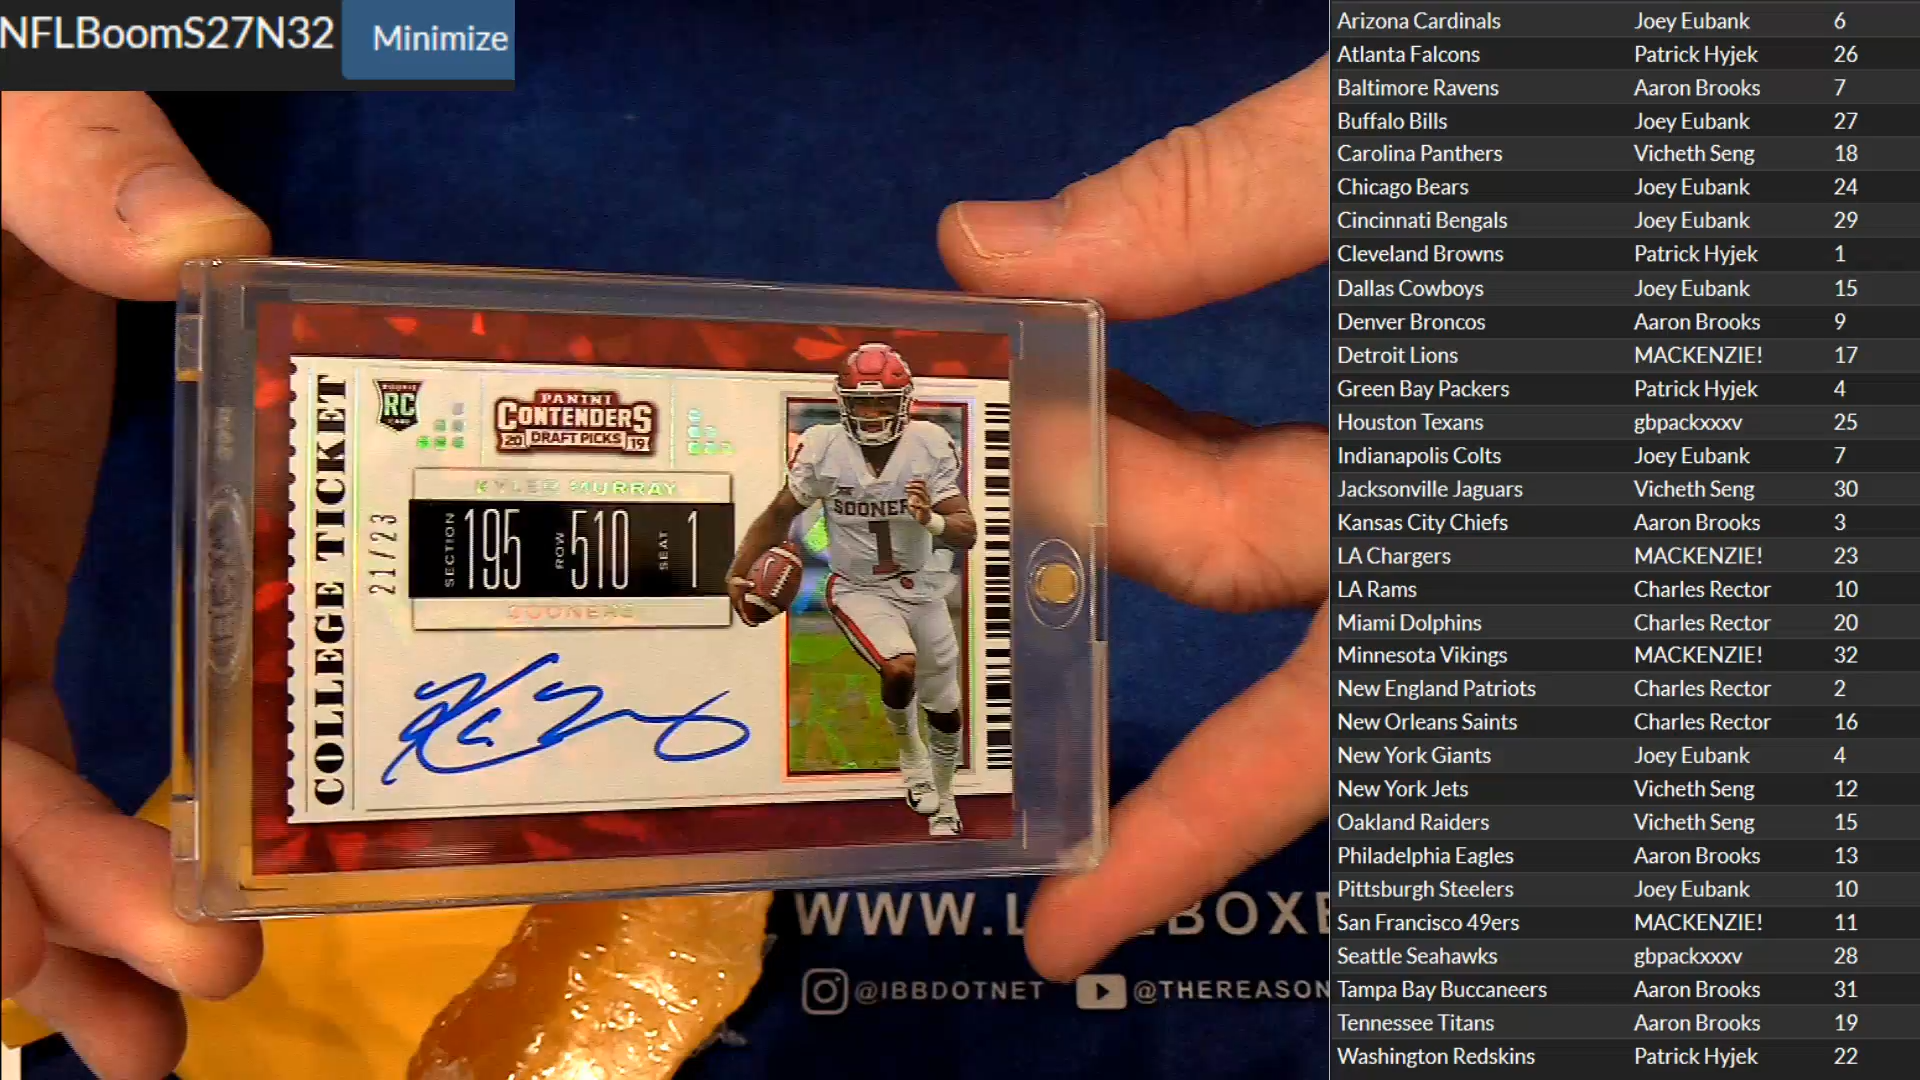 NFLBoomS27N32
Minimize
RC
PANINI
CONTENDERS
20 DRAFT PICKS 19
COLLEGE TICKET
21/23
KYLER MURRAY
SECTION 195 ROW 510 SEAT 1
SOONERS
SOONER
1
WWW.
BOX
@IBBDOTNET
@THEREASON
Arizona Cardinals Joey Eubank 6
Atlanta Falcons Patrick Hyjek 26
Baltimore Ravens Aaron Brooks 7
Buffalo Bills Joey Eubank 27
Carolina Panthers Vicheth Seng 18
Chicago Bears Joey Eubank 24
Cincinnati Bengals Joey Eubank 29
Cleveland Browns Patrick Hyjek 1
Dallas Cowboys Joey Eubank 15
Denver Broncos Aaron Brooks 9
Detroit Lions MACKENZIE! 17
Green Bay Packers Patrick Hyjek 4
Houston Texans gbpackxxxv 25
Indianapolis Colts Joey Eubank 7
Jacksonville Jaguars Vicheth Seng 30
Kansas City Chiefs Aaron Brooks 3
LA Chargers MACKENZIE! 23
LA Rams Charles Rector 10
Miami Dolphins Charles Rector 20
Minnesota Vikings MACKENZIE! 32
New England Patriots Charles Rector 2
New Orleans Saints Charles Rector 16
New York Giants Joey Eubank 4
New York Jets Vicheth Seng 12
Oakland Raiders Vicheth Seng 15
Philadelphia Eagles Aaron Brooks 13
Pittsburgh Steelers Joey Eubank 10
San Francisco 49ers MACKENZIE! 11
Seattle Seahawks gbpackxxxv 28
Tampa Bay Buccaneers Aaron Brooks 31
Tennessee Titans Aaron Brooks 19
Washington Redskins Patrick Hyjek 22